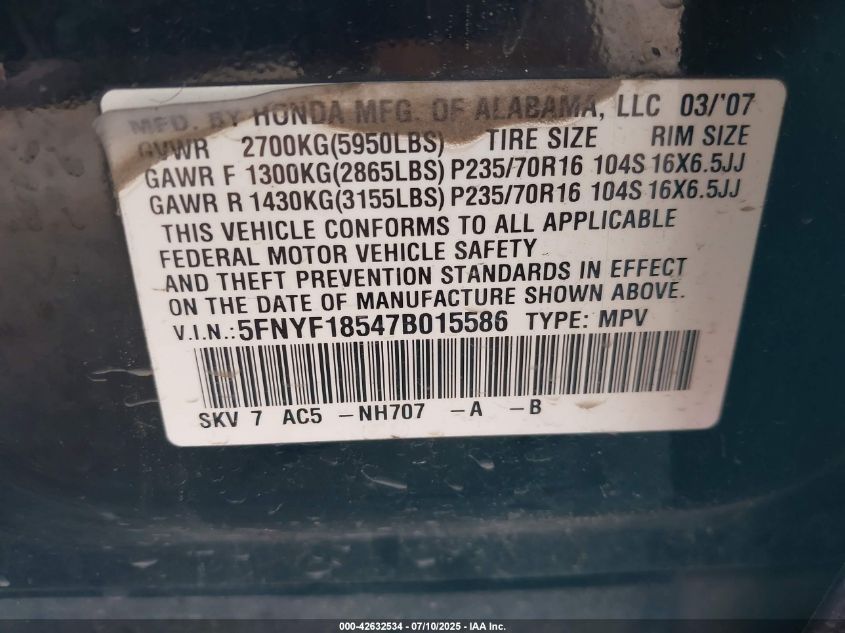 MFD. BY HONDA MFG. OF ALABAMA, LLC 03/'07
GVWR 2700KG(5950LBS) TIRE SIZE RIM SIZE
GAWR F 1300KG(2865LBS) P235/70R16 104S 16X6.5JJ
GAWR R 1430KG(3155LBS) P235/70R16 104S 16X6.5JJ
THIS VEHICLE CONFORMS TO ALL APPLICABLE
FEDERAL MOTOR VEHICLE SAFETY
AND THEFT PREVENTION STANDARDS IN EFFECT
ON THE DATE OF MANUFACTURE SHOWN ABOVE.
V.I.N.: 5FNYF18547B015586 TYPE: MPV
SKV 7 AC5 -NH707 -A -B
000-42632534 - 07/10/2025 - IAA Inc.